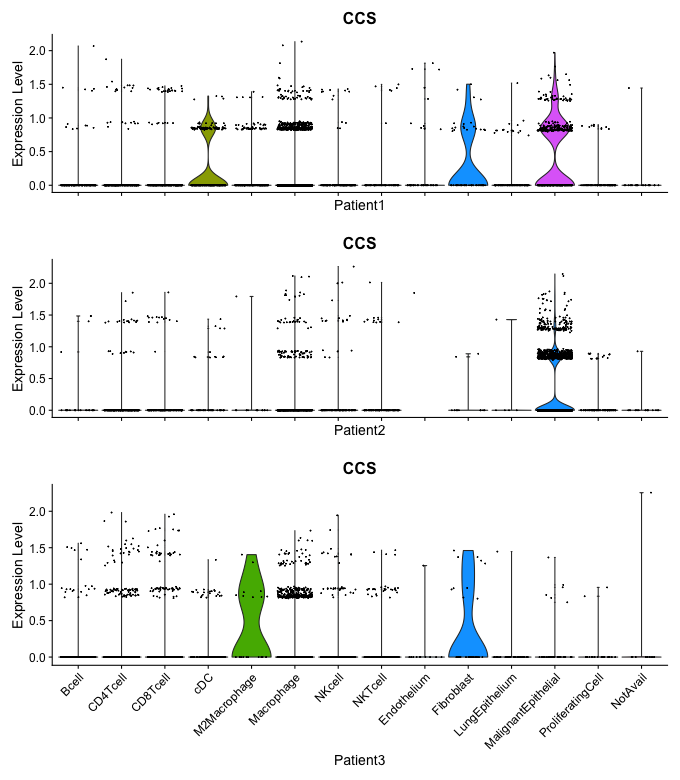 CCS
Expression Level
2.0
1.5
1.0
0.5
0.0
Patient1
CCS
Expression Level
2.0
1.5
1.0
0.5
0.0
Patient2
CCS
Expression Level
2.0
1.5
1.0
0.5
0.0
Bcell
CD4Tcell
CD8Tcell
cDC
M2Macrophage
Macrophage
NKcell
NKTcell
Endothelium
Fibroblast
LungEpithelium
MalignantEpithelial
ProliferatingCell
NotAvail
Patient3